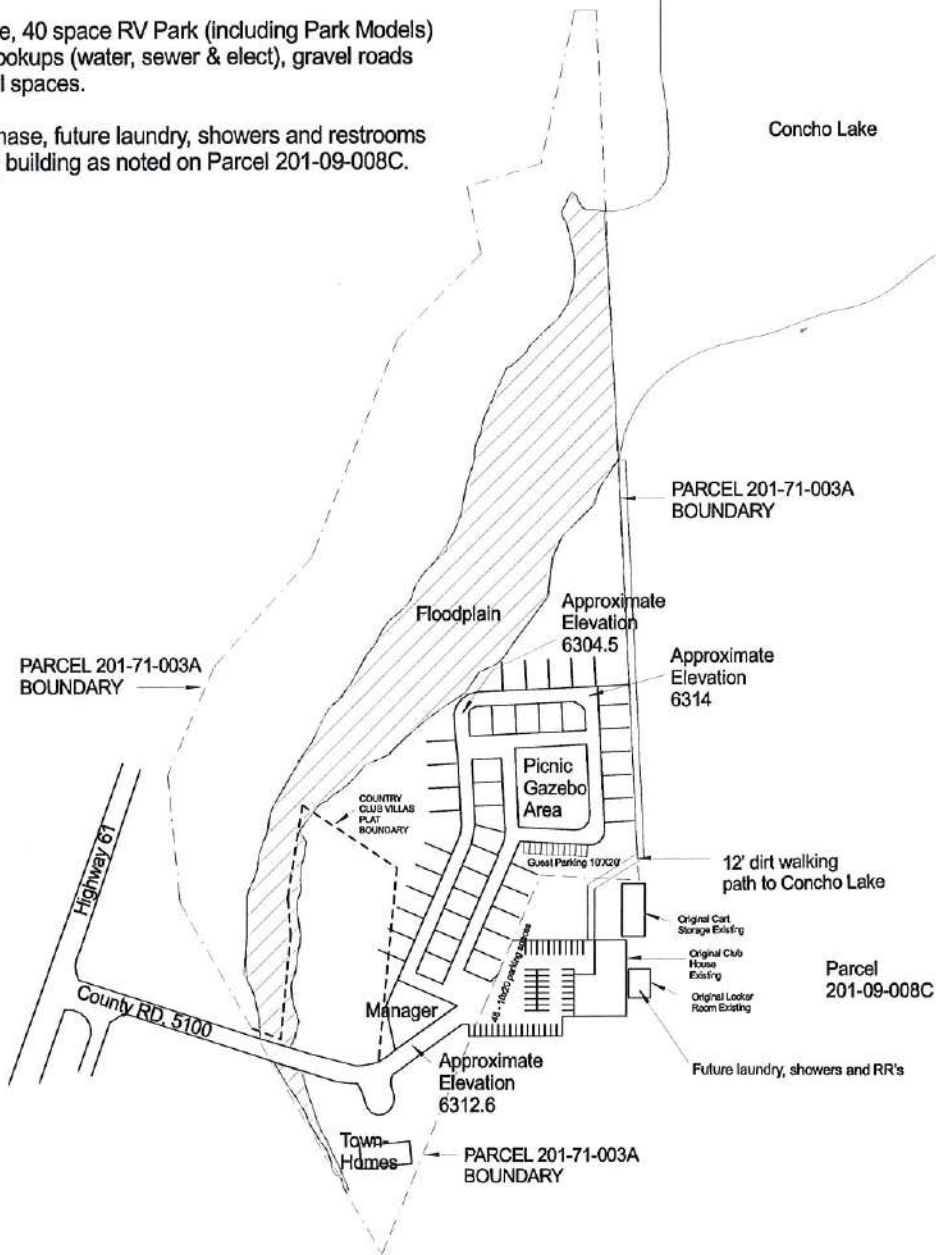 e, 40 space RV Park (including Park Models)
ookups (water, sewer & elect), gravel roads
l spaces.
hase, future laundry, showers and restrooms
building as noted on Parcel 201-09-008C.
Concho Lake
PARCEL 201-71-003A
BOUNDARY
Floodplain
Approximate
Elevation
6304.5
Approximate
Elevation
6314
PARCEL 201-71-003A
BOUNDARY
Picnic
Gazebo
Area
COUNTRY
CLUB VILLAS
PLAT
BOUNDARY
Highway 61
Guest Parking 10'X20'
12' dirt walking
path to Concho Lake
Original Cart
Storage Existing
Original Club
House
Existing
Parcel
201-09-008C
48 - 10x20 parking spaces
Original Locker
Room Existing
County RD. 5100
Manager
Approximate
Elevation
6312.6
Future laundry, showers and RR's
Town-
Homes
PARCEL 201-71-003A
BOUNDARY